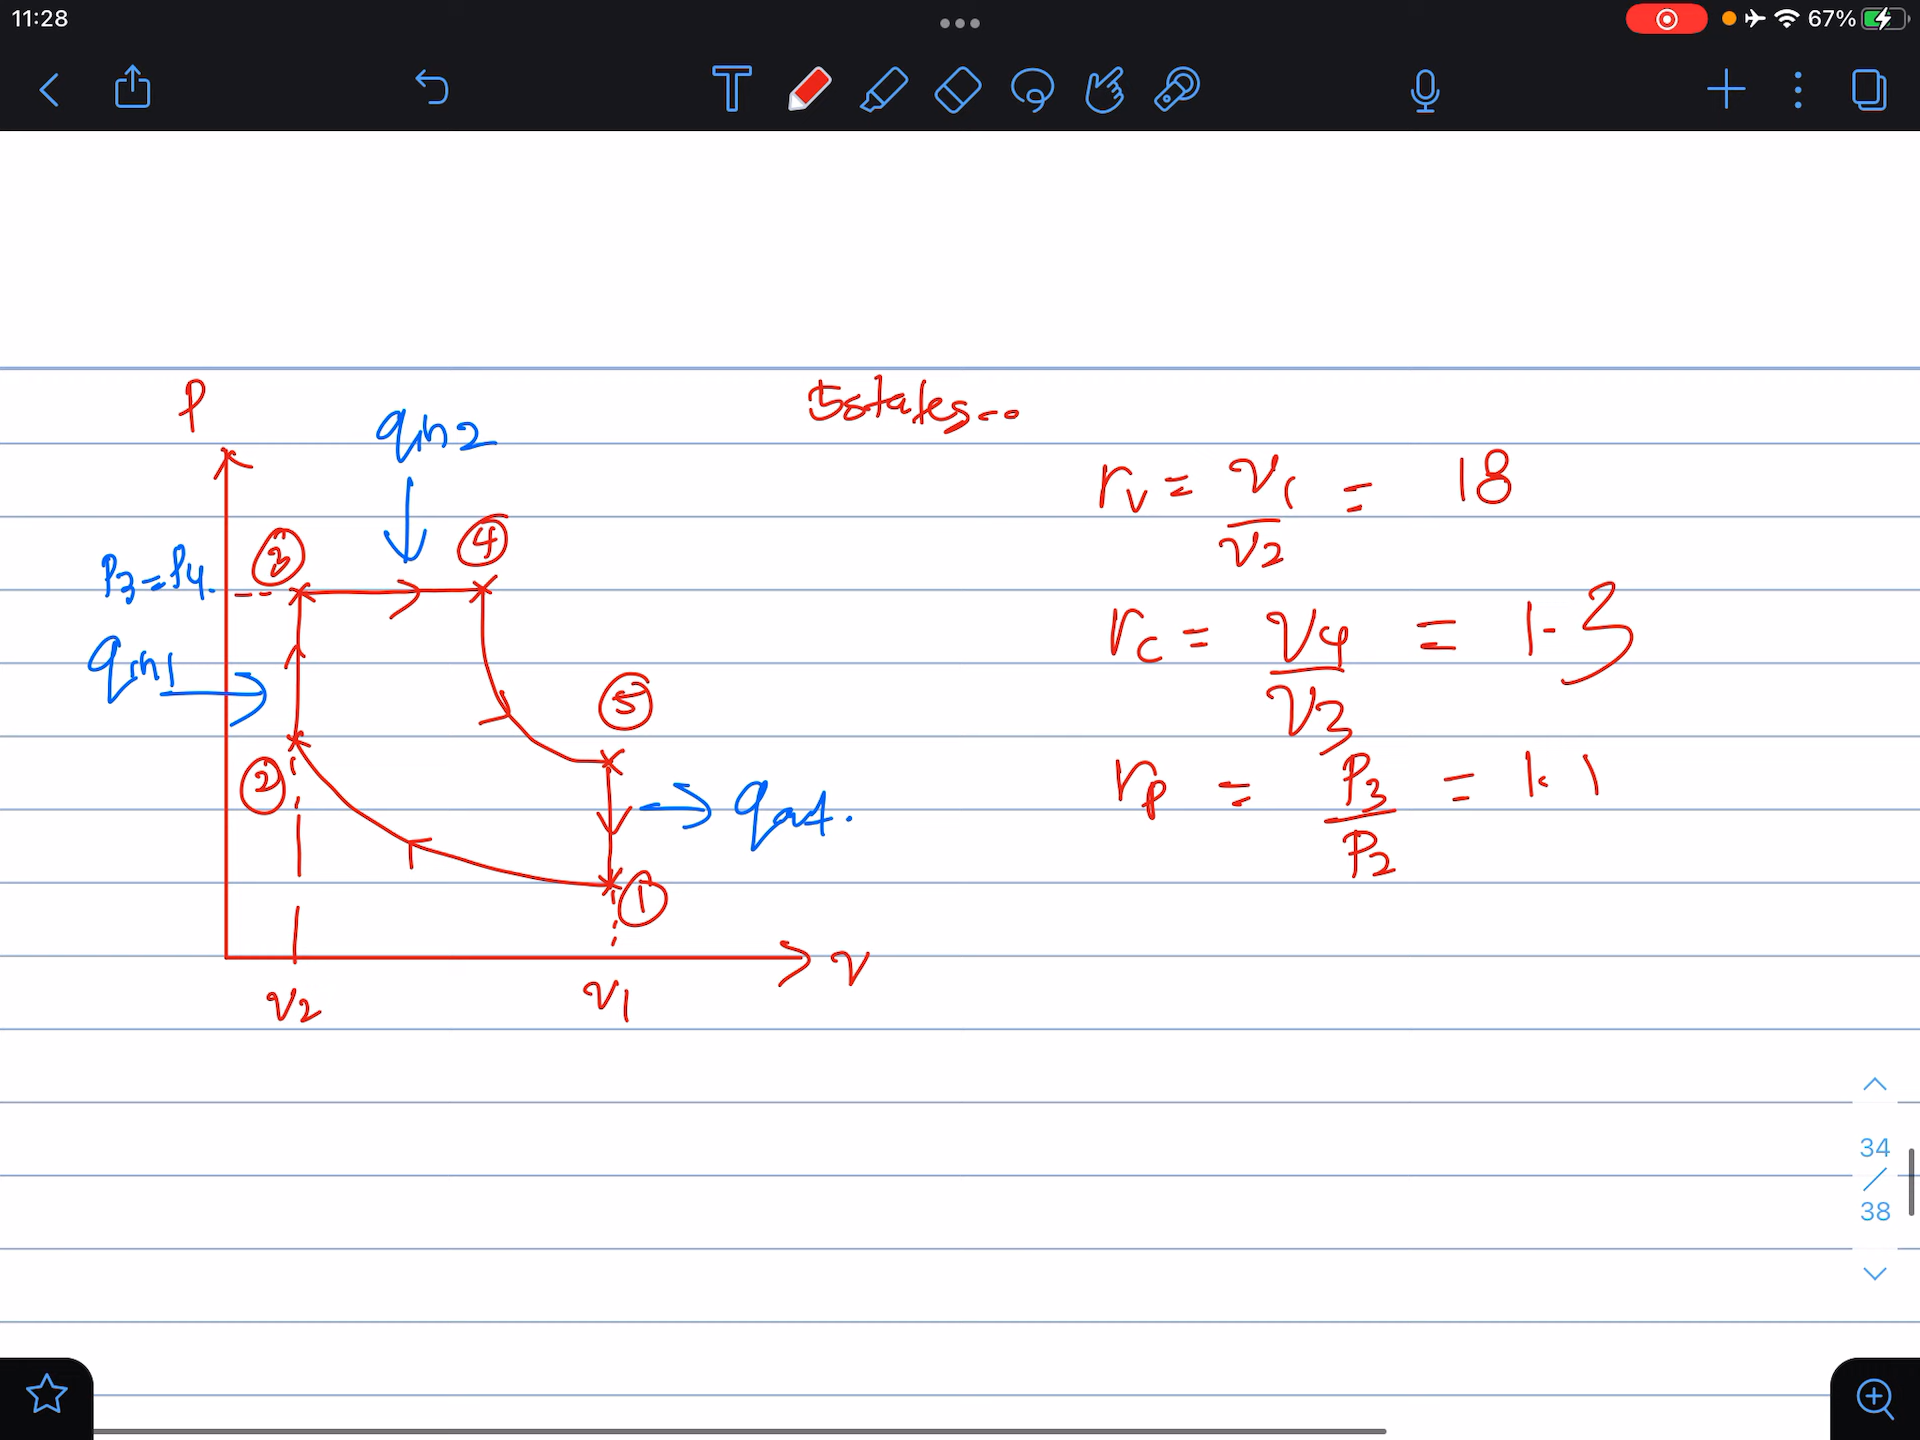 11:28
67%
P
qin2
5states...
rv = v1/v2 = 18
P3=P4.
3
4
qin1
rc = v4/v3 = 1.3
5
2
rp = P3/P2 = 1.1
qout.
1
v
v2
v1
34
/
38